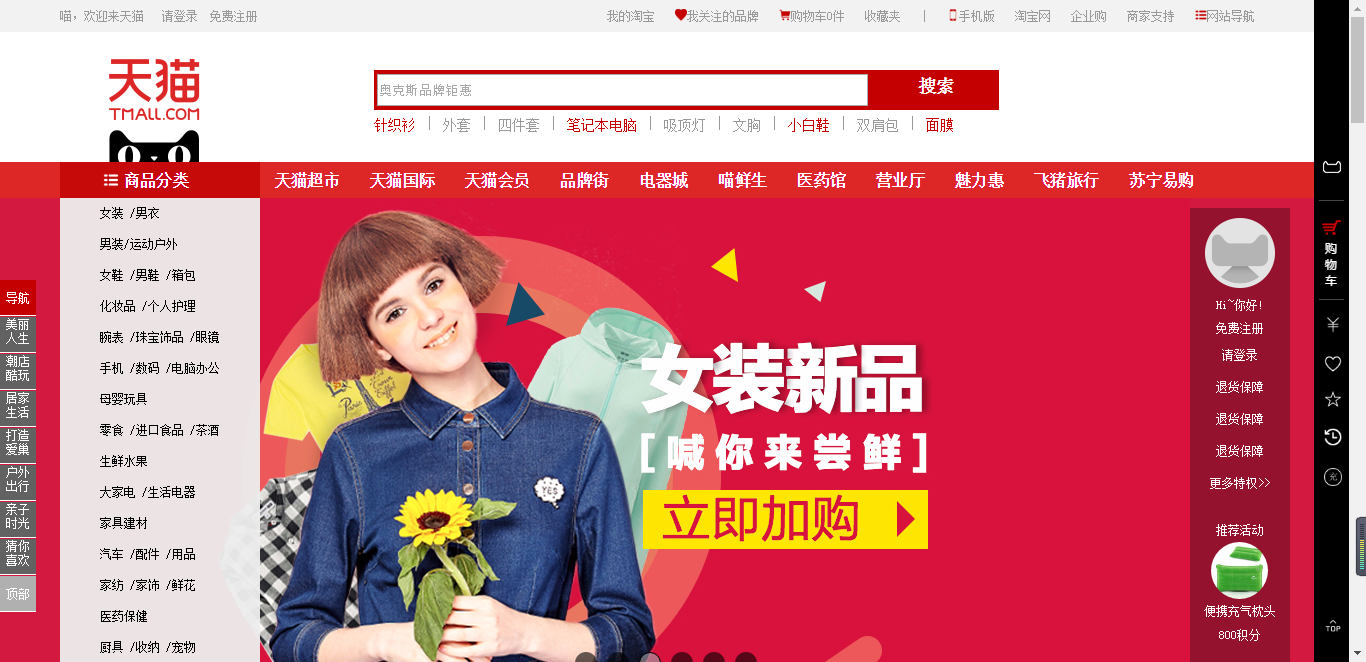 喵，欢迎来天猫 请登录 免费注册 我的淘宝 我关注的品牌 购物车0件 收藏夹 | 手机版 淘宝网 企业购 商家支持 网站导航
天猫
TMALL.COM
奥克斯品牌钜惠 搜索
针织衫 | 外套 | 四件套 | 笔记本电脑 | 吸顶灯 | 文胸 | 小白鞋 | 双肩包 | 面膜
商品分类 天猫超市 天猫国际 天猫会员 品牌街 电器城 喵鲜生 医药馆 营业厅 魅力惠 飞猪旅行 苏宁易购
女装 /男衣
男装/运动户外
女鞋 /男鞋 /箱包
化妆品 /个人护理
腕表 /珠宝饰品 /眼镜
手机 /数码 /电脑办公
母婴玩具
零食 /进口食品 /茶酒
生鲜水果
大家电 /生活电器
家具建材
汽车 /配件 /用品
家纺 /家饰 /鲜花
医药保健
厨具 /收纳 /宠物
导航
美丽
人生
潮店
酷玩
居家
生活
打造
爱巢
户外
出行
亲子
时光
猜你
喜欢
顶部
Paris
YES!
女装新品
[喊你来尝鲜]
立即加购
Hi~你好!
免费注册
请登录
退货保障
退货保障
退货保障
更多特权>>
推荐活动
便携充气枕头
800积分
购
物
车
¥
充
TOP